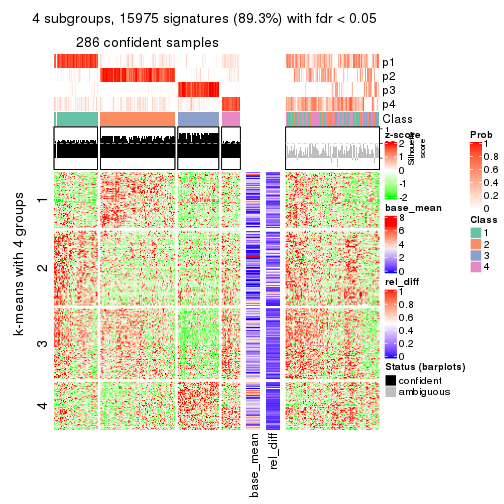 4 subgroups, 15975 signatures (89.3%) with fdr < 0.05
286 confident samples
p1
p2
p3
p4
Class
1
Silhouette
score
k-means with 4 groups
1
2
3
4
base_mean
rel_diff
z-score
2
1
0
-1
-2
base_mean
8
6
4
2
0
rel_diff
1
0.8
0.6
0.4
0.2
0
Status (barplots)
confident
ambiguous
Prob
1
0.8
0.6
0.4
0.2
0
Class
1
2
3
4